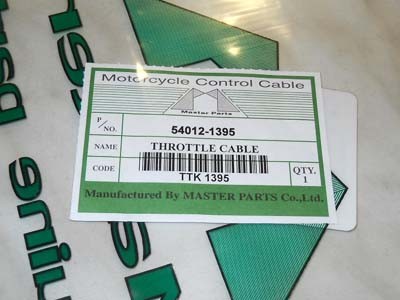 Motorcycle Control Cable
Master Parts
P/NO. 54012-1395
NAME THROTTLE CABLE
CODE TTK 1395 QTY. 1
Manufactured By MASTER PARTS Co.,Ltd.